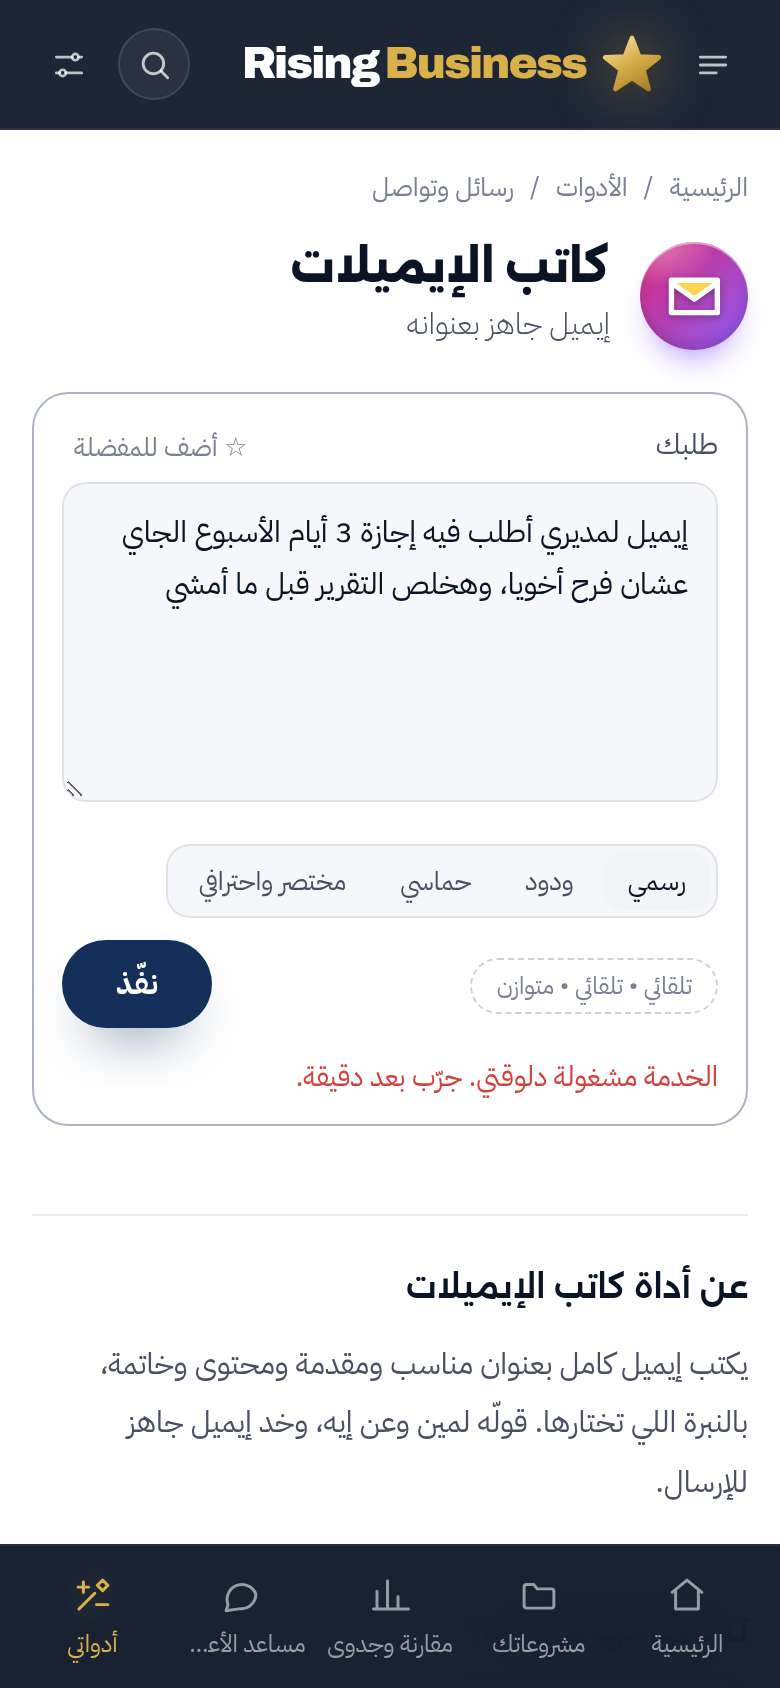 Rising Business
الرئيسية / الأدوات / رسائل وتواصل
كاتب الإيميلات
إيميل جاهز بعنوانه
طلبك
☆ أضف للمفضلة
إيميل لمديري أطلب فيه إجازة 3 أيام الأسبوع الجاي
عشان فرح أخويا، وهخلص التقرير قبل ما أمشي
رسمي
ودود
حماسي
مختصر واحترافي
تلقائي • تلقائي • متوازن
نفّذ
الخدمة مشغولة دلوقتي. جرّب بعد دقيقة.
عن أداة كاتب الإيميلات
يكتب إيميل كامل بعنوان مناسب ومقدمة ومحتوى وخاتمة،
بالنبرة اللي تختارها. قولّه لمين وعن إيه، وخد إيميل جاهز
للإرسال.
الرئيسية
مشروعاتك
مقارنة وجدوى
مساعد الأعـ...
أدواتي